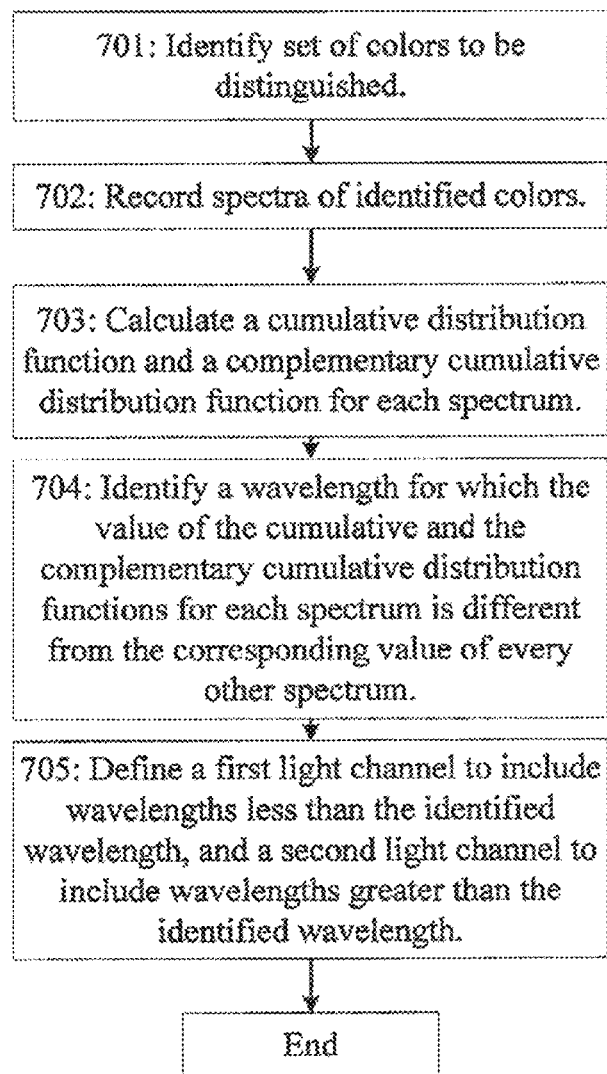 701: Identify set of colors to be
distinguished.
702: Record spectra of identified colors.
703: Calculate a cumulative distribution
function and a complementary cumulative
distribution function for each spectrum.
704: Identify a wavelength for which the
value of the cumulative and the
complementary cumulative distribution
functions for each spectrum is different
from the corresponding value of every
other spectrum.
705: Define a first light channel to include
wavelengths less than the identified
wavelength, and a second light channel to
include wavelengths greater than the
identified wavelength.
End